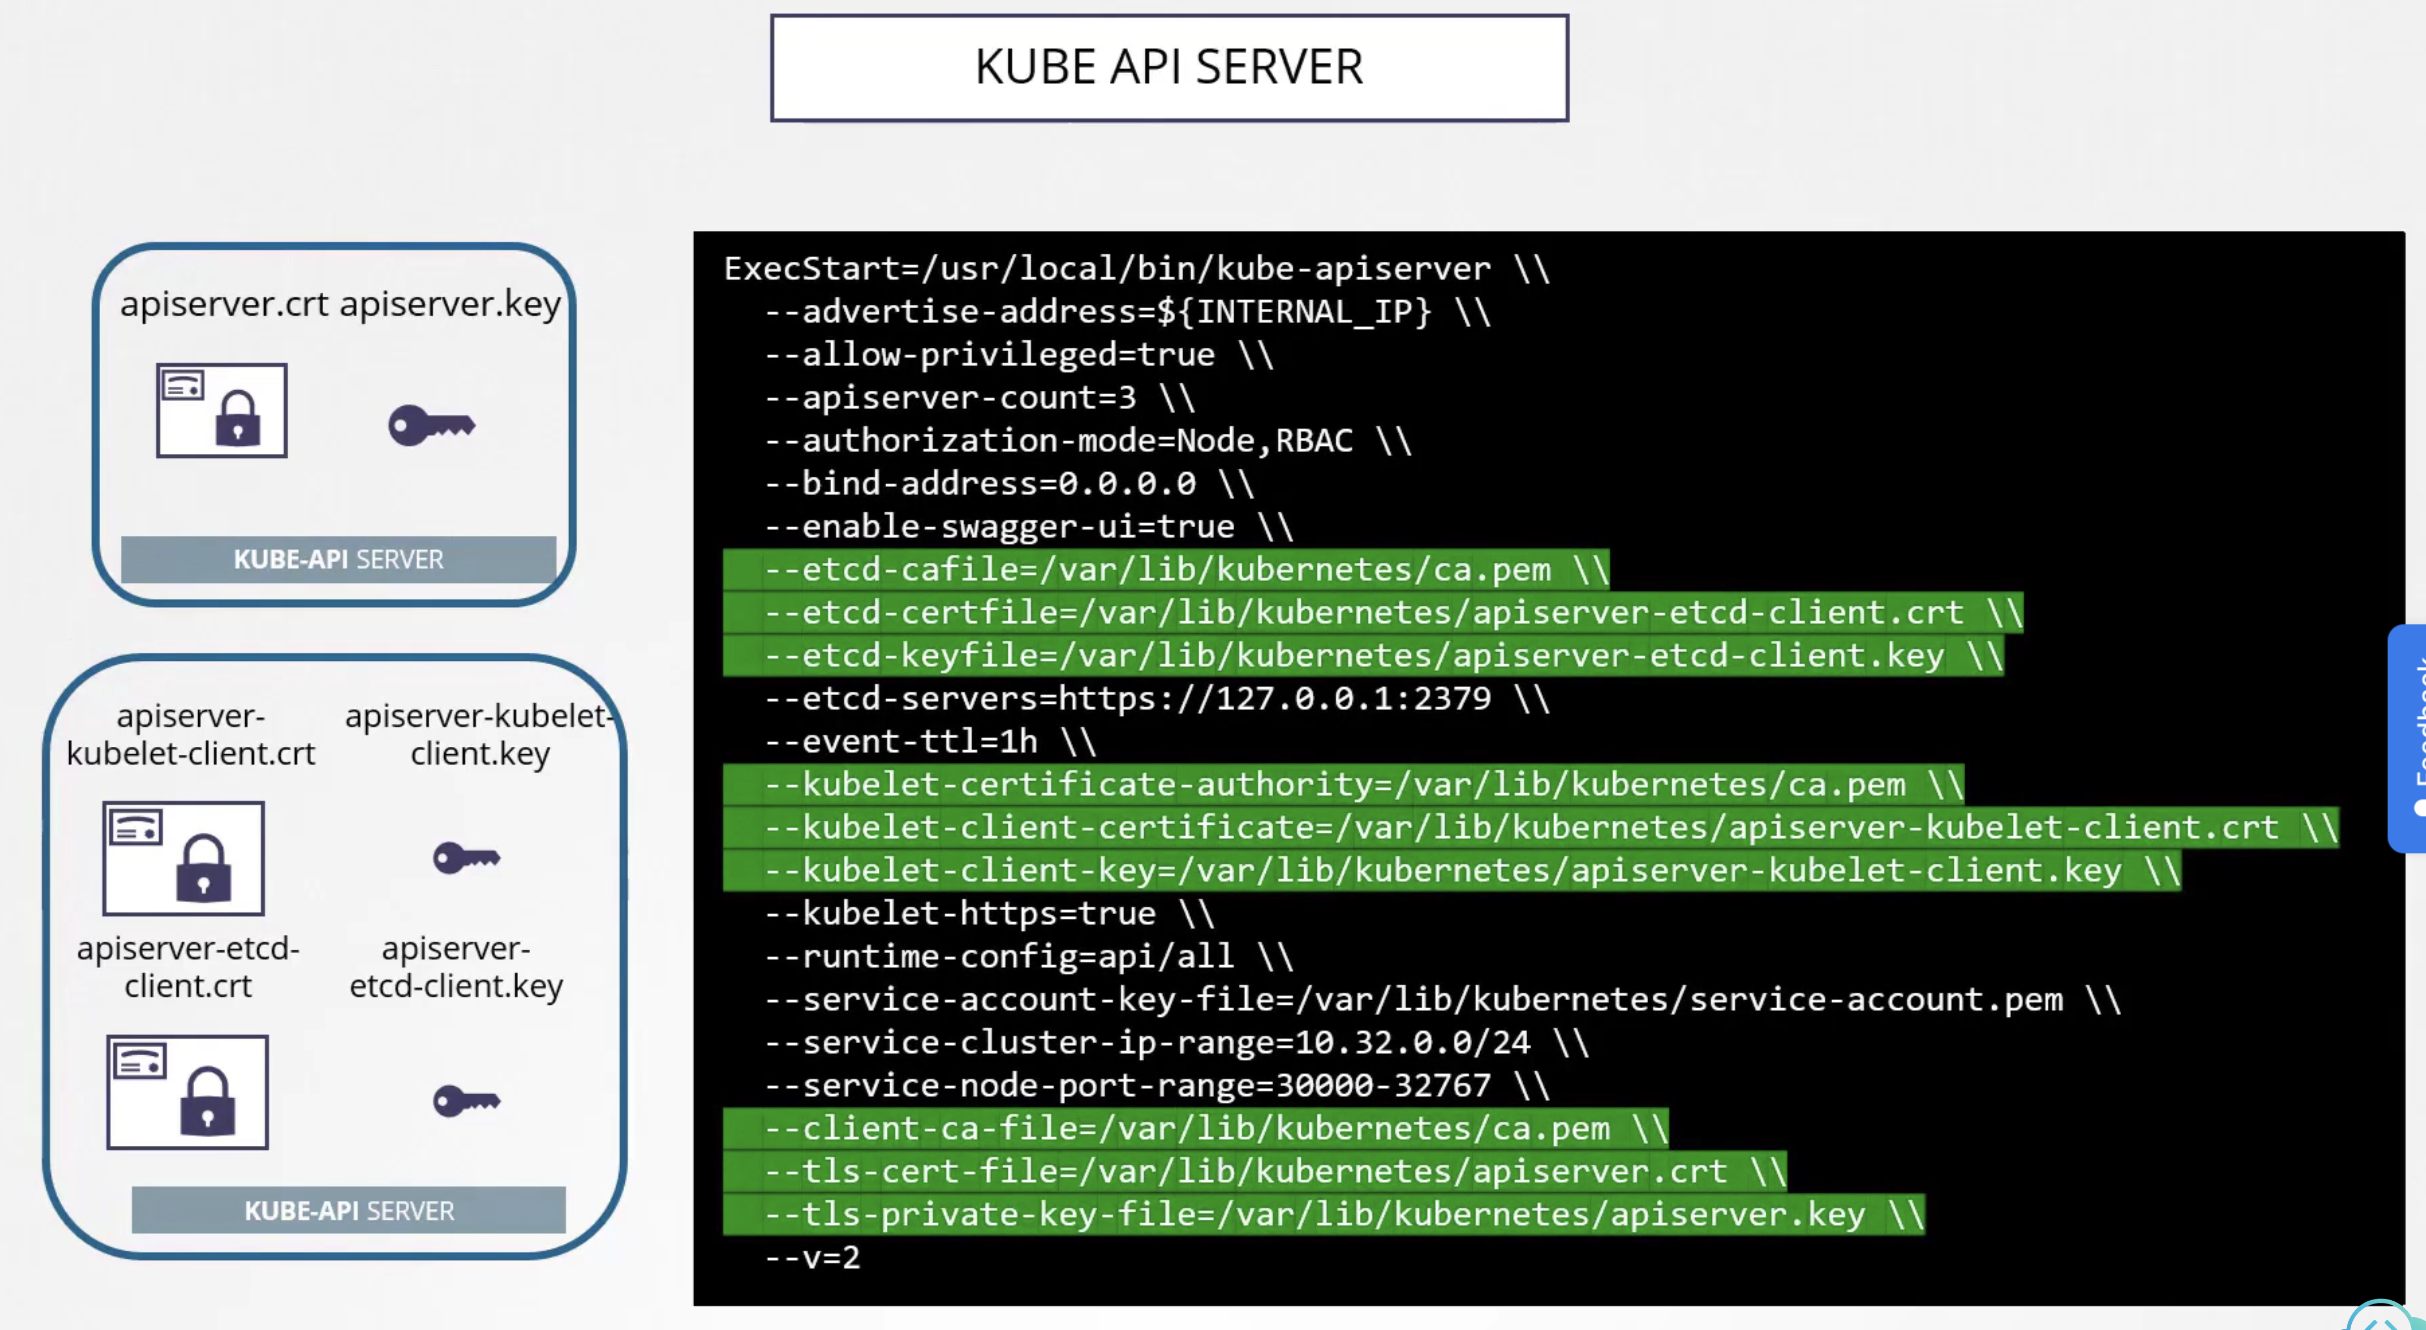 KUBE API SERVER
apiserver.crt apiserver.key
KUBE-API SERVER
apiserver-
kubelet-client.crt
apiserver-kubelet-
client.key
apiserver-etcd-
client.crt
apiserver-
etcd-client.key
KUBE-API SERVER
ExecStart=/usr/local/bin/kube-apiserver \\
--advertise-address=${INTERNAL_IP} \\
--allow-privileged=true \\
--apiserver-count=3 \\
--authorization-mode=Node,RBAC \\
--bind-address=0.0.0.0 \\
--enable-swagger-ui=true \\
--etcd-cafile=/var/lib/kubernetes/ca.pem \\
--etcd-certfile=/var/lib/kubernetes/apiserver-etcd-client.crt \\
--etcd-keyfile=/var/lib/kubernetes/apiserver-etcd-client.key \\
--etcd-servers=https://127.0.0.1:2379 \\
--event-ttl=1h \\
--kubelet-certificate-authority=/var/lib/kubernetes/ca.pem \\
--kubelet-client-certificate=/var/lib/kubernetes/apiserver-kubelet-client.crt \\
--kubelet-client-key=/var/lib/kubernetes/apiserver-kubelet-client.key \\
--kubelet-https=true \\
--runtime-config=api/all \\
--service-account-key-file=/var/lib/kubernetes/service-account.pem \\
--service-cluster-ip-range=10.32.0.0/24 \\
--service-node-port-range=30000-32767 \\
--client-ca-file=/var/lib/kubernetes/ca.pem \\
--tls-cert-file=/var/lib/kubernetes/apiserver.crt \\
--tls-private-key-file=/var/lib/kubernetes/apiserver.key \\
--v=2
Feedback